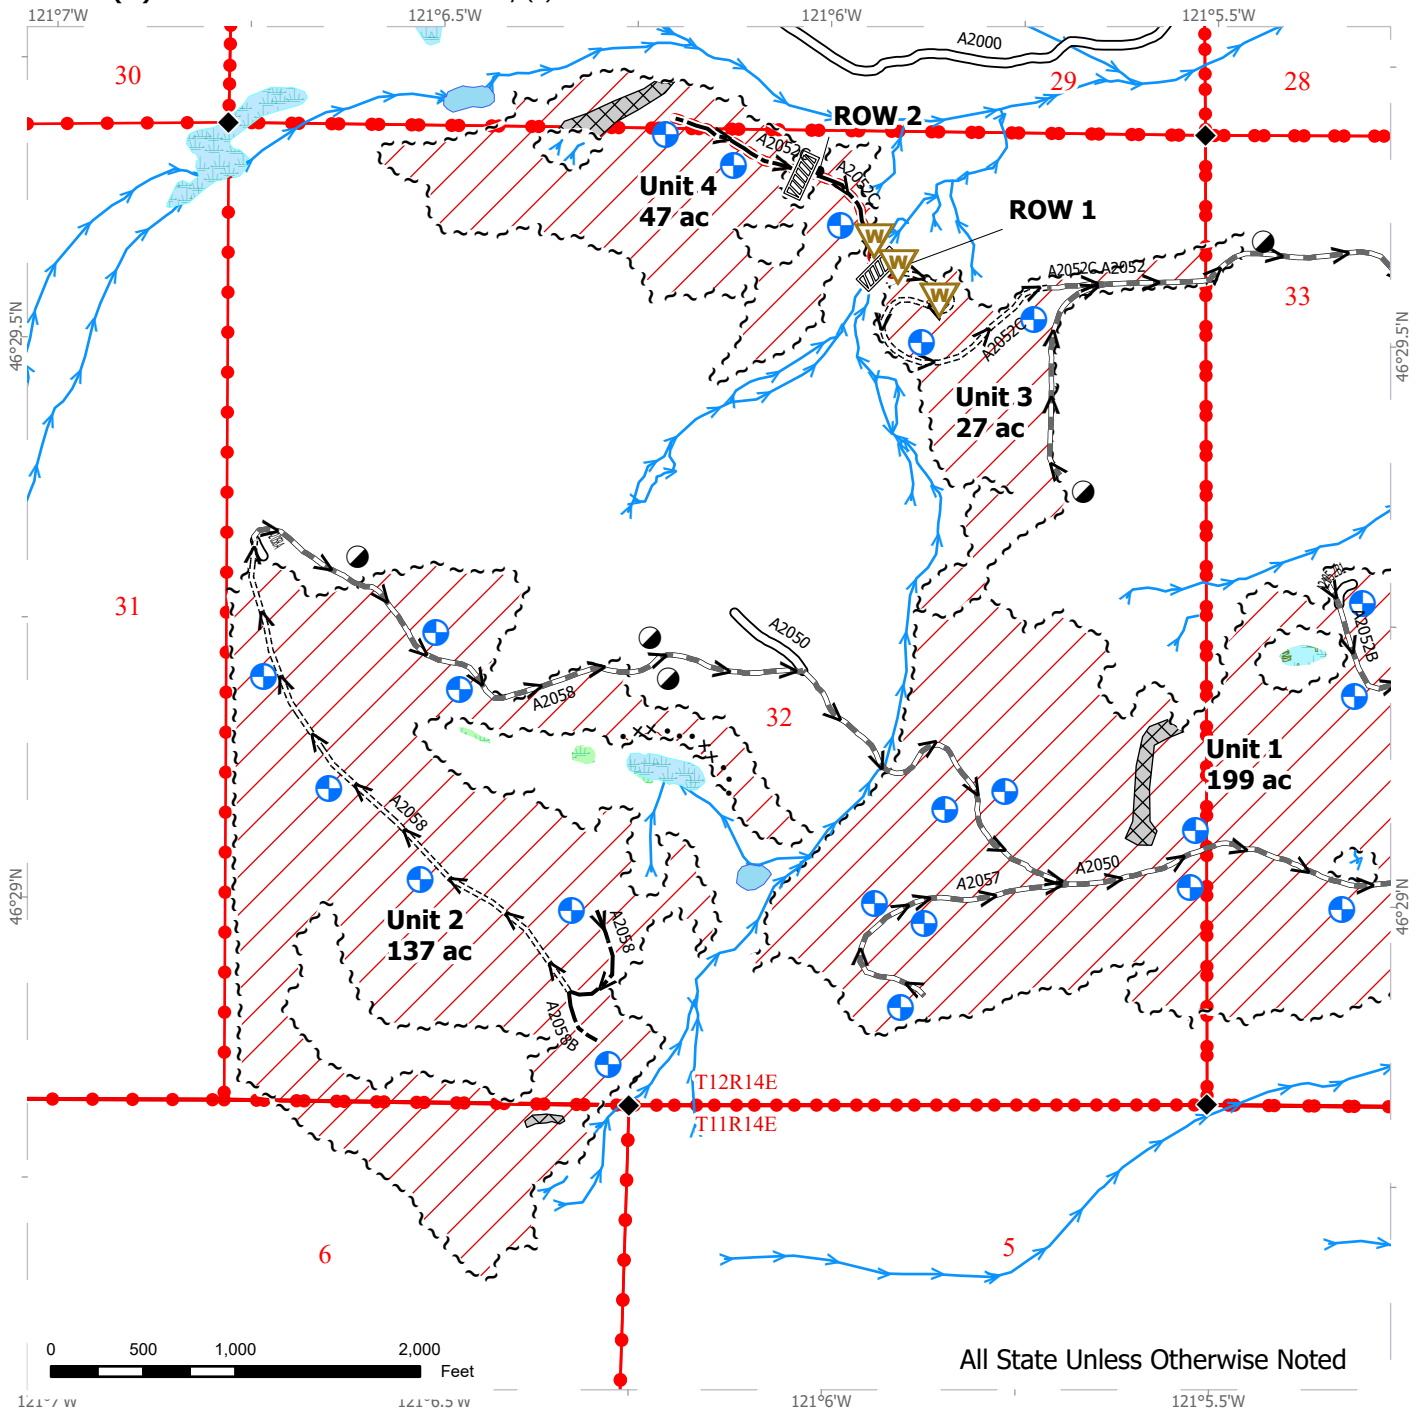 121°7'W
121°6.5'W
121°6'W
121°5.5'W
30
29
28
A2000
ROW 2
A2052C
A2052C
Unit 4
47 ac
ROW 1
W
W
W
A2052C
A2052
33
46°29.5'N
46°29.5'N
A2052C
Unit 3
27 ac
31
A2050
A2052B
A2058
32
Unit 1
199 ac
A2058
A2050
A2057
46°29'N
46°29'N
Unit 2
137 ac
A2058
A2058B
T12R14E
T11R14E
6
5
0
500
1,000
2,000
Feet
All State Unless Otherwise Noted
121°7'W
121°6.5'W
121°6'W
121°5.5'W